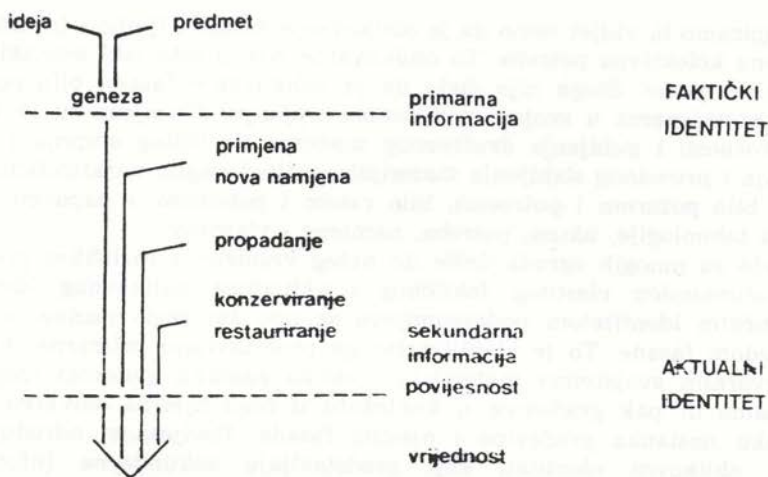 ideja predmet
geneza
primarna
informacija
FAKTIČKI
IDENTITET
primjena
nova namjena
propadanje
konzerviranje
restauriranje
sekundarna
informacija
povijesnost
AKTUALNI
IDENTITET
vrijednost